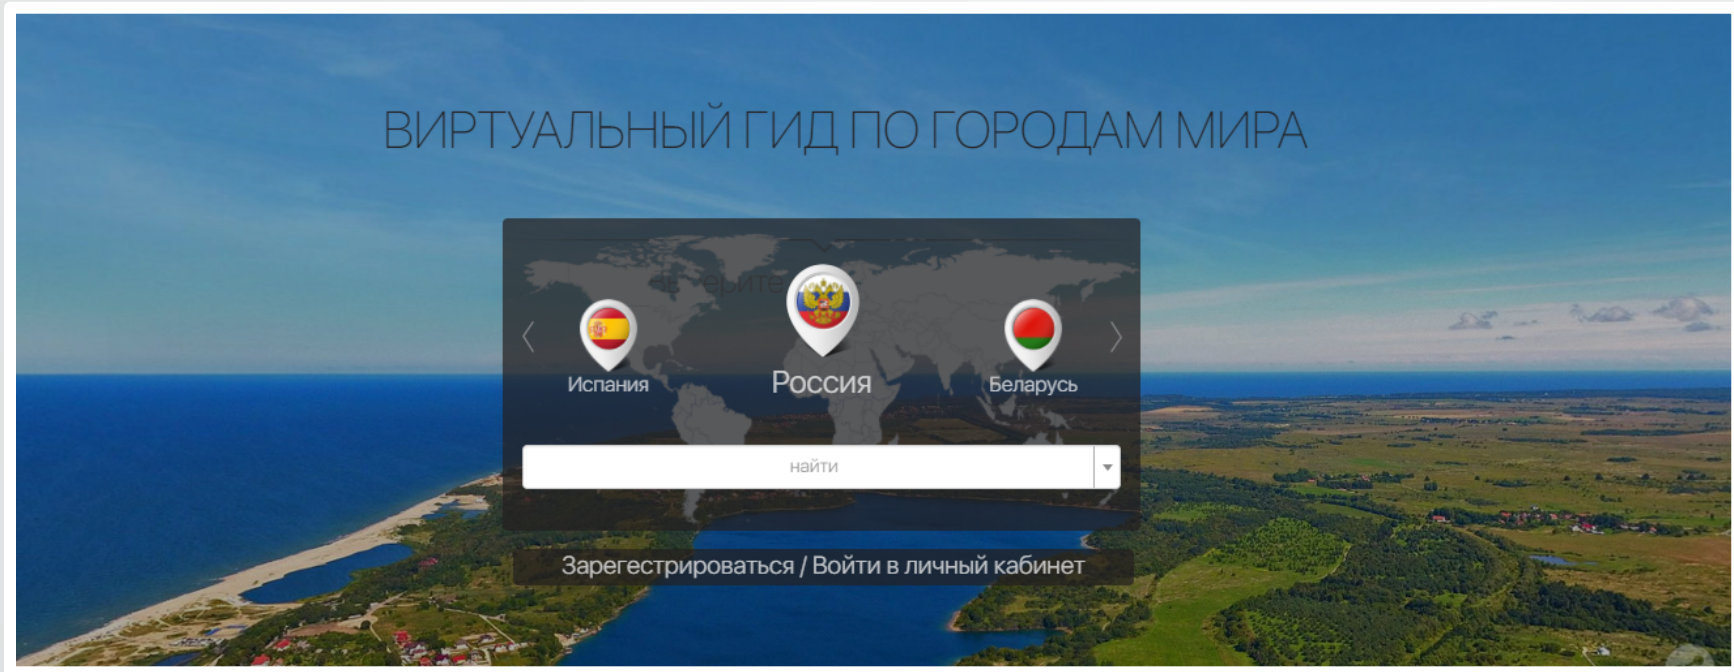 ВИРТУАЛЬНЫЙ ГИД ПО ГОРОДАМ МИРА
Испания
Россия
Беларусь
найти
Зарегестрироваться / Войти в личный кабинет